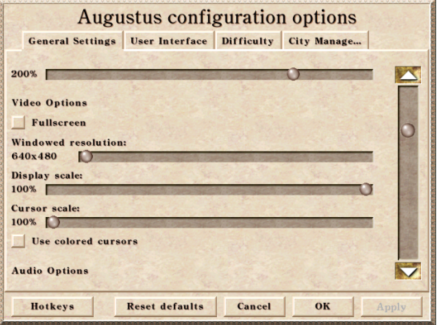 Augustus configuration options
General Settings User Interface Difficulty City Manage...
200%
Video Options
Fullscreen
Windowed resolution:
640x480
Display scale:
100%
Cursor scale:
100%
Use colored cursors
Audio Options
Hotkeys Reset defaults Cancel OK Apply